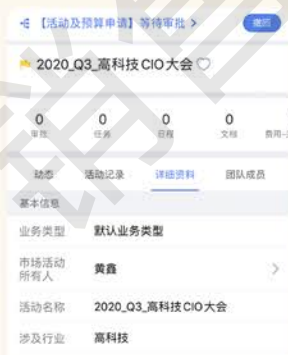 【活动及预算申请】等待审批 >
撤回
2020_Q3_高科技CIO大会
0 0 0 0
审批 任务 日程 文档 费用-
动态 活动记录 详细资料 团队成员
基本信息
业务类型 默认业务类型
市场活动
所有人 黄鑫
活动名称 2020_Q3_高科技CIO大会
涉及行业 高科技